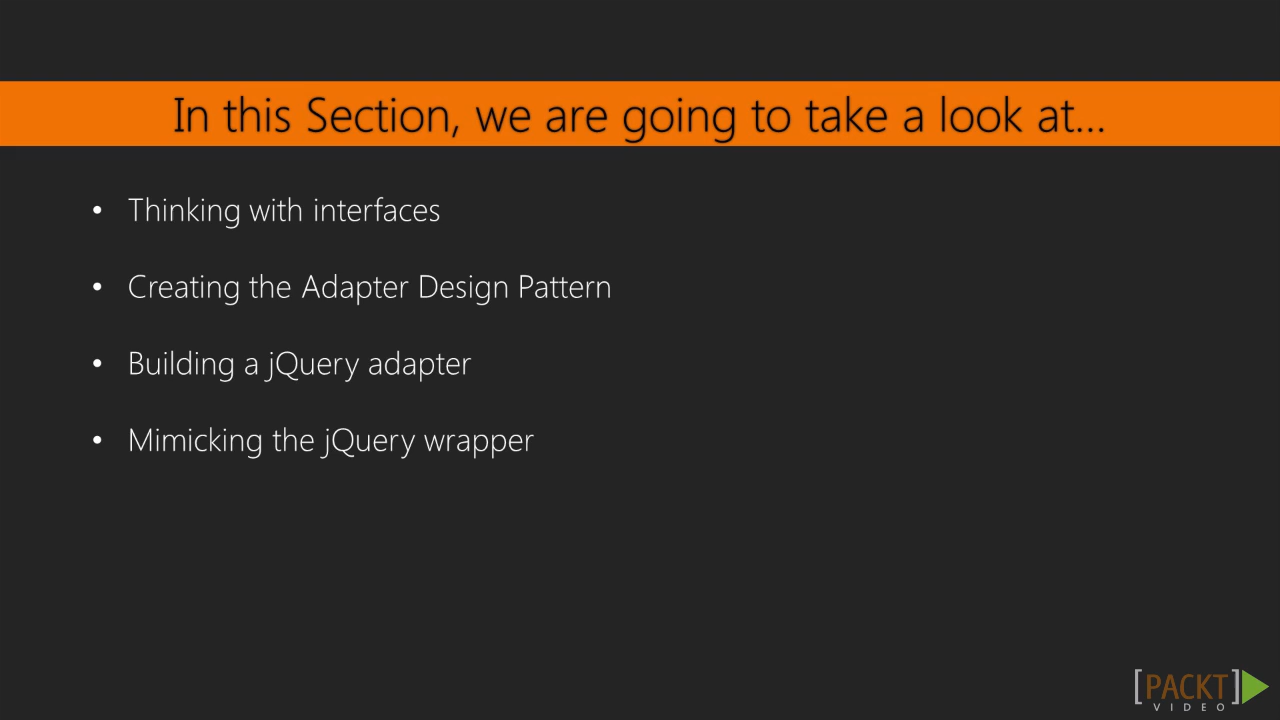 In this Section, we are going to take a look at...
• Thinking with interfaces
• Creating the Adapter Design Pattern
• Building a jQuery adapter
• Mimicking the jQuery wrapper
[PACKT]
VIDEO